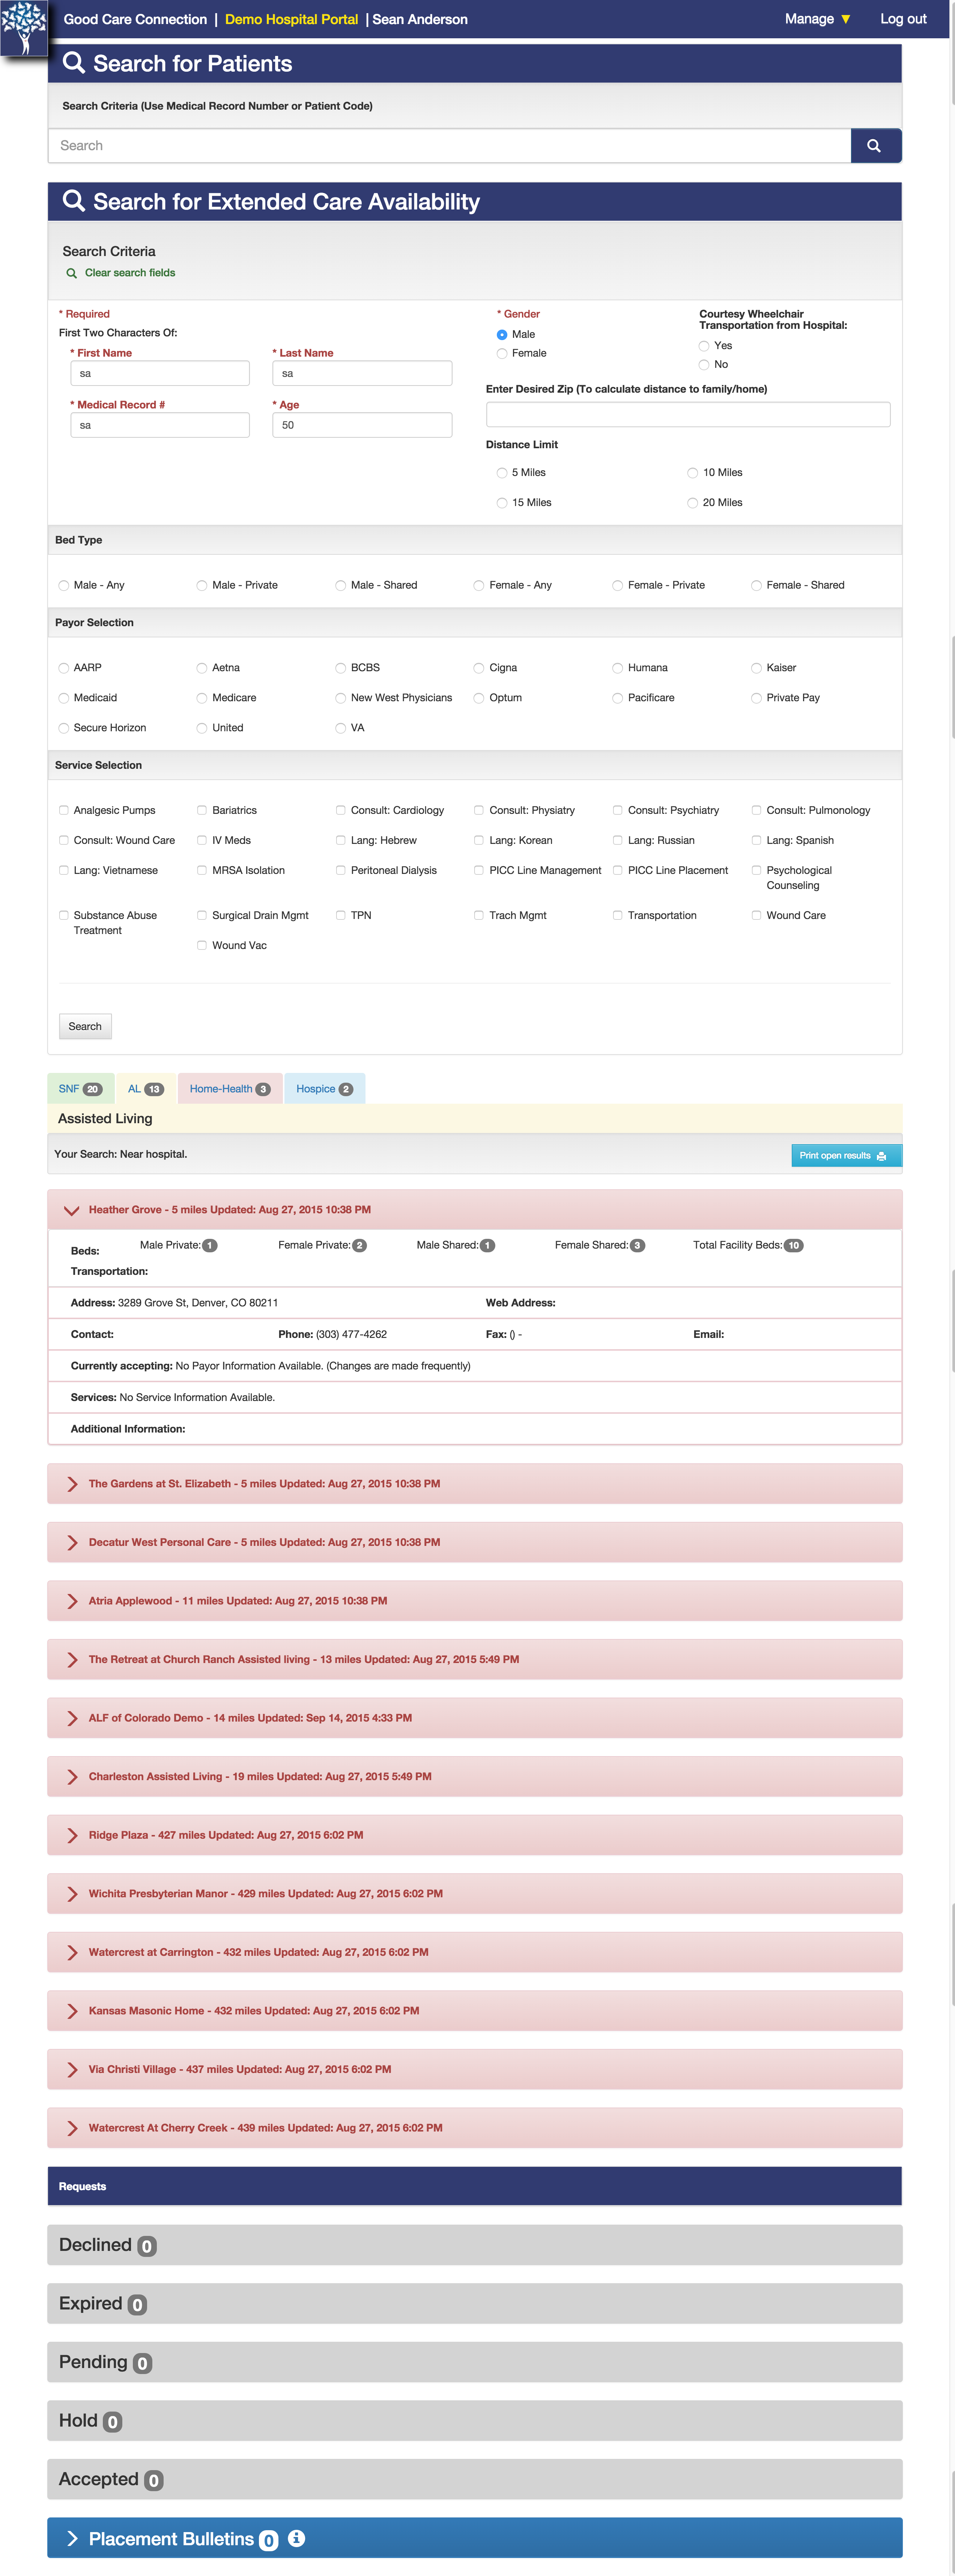 Good Care Connection | Demo Hospital Portal | Sean Anderson
Manage ▼ Log out
Search for Patients
Search Criteria (Use Medical Record Number or Patient Code)
Search
Search for Extended Care Availability
Search Criteria
Clear search fields
* Required
First Two Characters Of:
* First Name * Last Name
sa sa
* Medical Record # * Age
sa 50
* Gender
Male
Female
Courtesy Wheelchair
Transportation from Hospital:
Yes
No
Enter Desired Zip (To calculate distance to family/home)
Distance Limit
5 Miles 10 Miles
15 Miles 20 Miles
Bed Type
Male - Any Male - Private Male - Shared Female - Any Female - Private Female - Shared
Payor Selection
AARP Aetna BCBS Cigna Humana Kaiser
Medicaid Medicare New West Physicians Optum Pacificare Private Pay
Secure Horizon United VA
Service Selection
Analgesic Pumps Bariatrics Consult: Cardiology Consult: Physiatry Consult: Psychiatry Consult: Pulmonology
Consult: Wound Care IV Meds Lang: Hebrew Lang: Korean Lang: Russian Lang: Spanish
Lang: Vietnamese MRSA Isolation Peritoneal Dialysis PICC Line Management PICC Line Placement Psychological
Counseling
Substance Abuse Surgical Drain Mgmt TPN Trach Mgmt Transportation Wound Care
Treatment
Wound Vac
Search
SNF 20 AL 13 Home-Health 3 Hospice 2
Assisted Living
Your Search: Near hospital.
Print open results
Heather Grove - 5 miles Updated: Aug 27, 2015 10:38 PM
Beds: Male Private: 1 Female Private: 2 Male Shared: 1 Female Shared: 3 Total Facility Beds: 10
Transportation:
Address: 3289 Grove St, Denver, CO 80211 Web Address:
Contact: Phone: (303) 477-4262 Fax: () - Email:
Currently accepting: No Payor Information Available. (Changes are made frequently)
Services: No Service Information Available.
Additional Information:
The Gardens at St. Elizabeth - 5 miles Updated: Aug 27, 2015 10:38 PM
Decatur West Personal Care - 5 miles Updated: Aug 27, 2015 10:38 PM
Atria Applewood - 11 miles Updated: Aug 27, 2015 10:38 PM
The Retreat at Church Ranch Assisted living - 13 miles Updated: Aug 27, 2015 5:49 PM
ALF of Colorado Demo - 14 miles Updated: Sep 14, 2015 4:33 PM
Charleston Assisted Living - 19 miles Updated: Aug 27, 2015 5:49 PM
Ridge Plaza - 427 miles Updated: Aug 27, 2015 6:02 PM
Wichita Presbyterian Manor - 429 miles Updated: Aug 27, 2015 6:02 PM
Watercrest at Carrington - 432 miles Updated: Aug 27, 2015 6:02 PM
Kansas Masonic Home - 432 miles Updated: Aug 27, 2015 6:02 PM
Via Christi Village - 437 miles Updated: Aug 27, 2015 6:02 PM
Watercrest At Cherry Creek - 439 miles Updated: Aug 27, 2015 6:02 PM
Requests
Declined 0
Expired 0
Pending 0
Hold 0
Accepted 0
Placement Bulletins 0